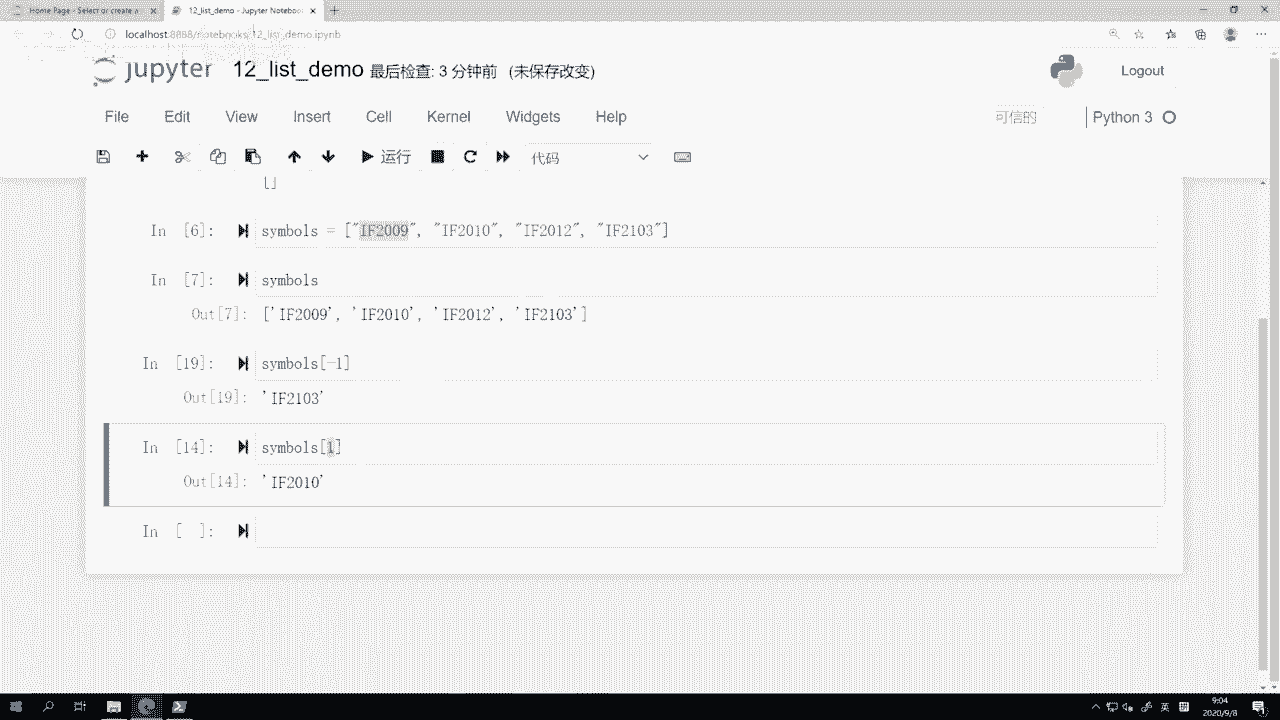 Home Page - Select or create a
12_list_demo - Jupyter Noteboo
localhost:8888/notebooks/12_list_demo.ipynb
jupyter 12_list_demo 最后检查: 3 分钟前 (未保存改变)
Logout
File Edit View Insert Cell Kernel Widgets Help
可信的
Python 3
运行
代码
[]
In [6]: symbols = ["IF2009", "IF2010", "IF2012", "IF2103"]
In [7]: symbols
Out[7]: ['IF2009', 'IF2010', 'IF2012', 'IF2103']
In [19]: symbols[-1]
Out[19]: 'IF2103'
In [14]: symbols[1]
Out[14]: 'IF2010'
In [ ]:
英
拼
9:04
2020/9/8